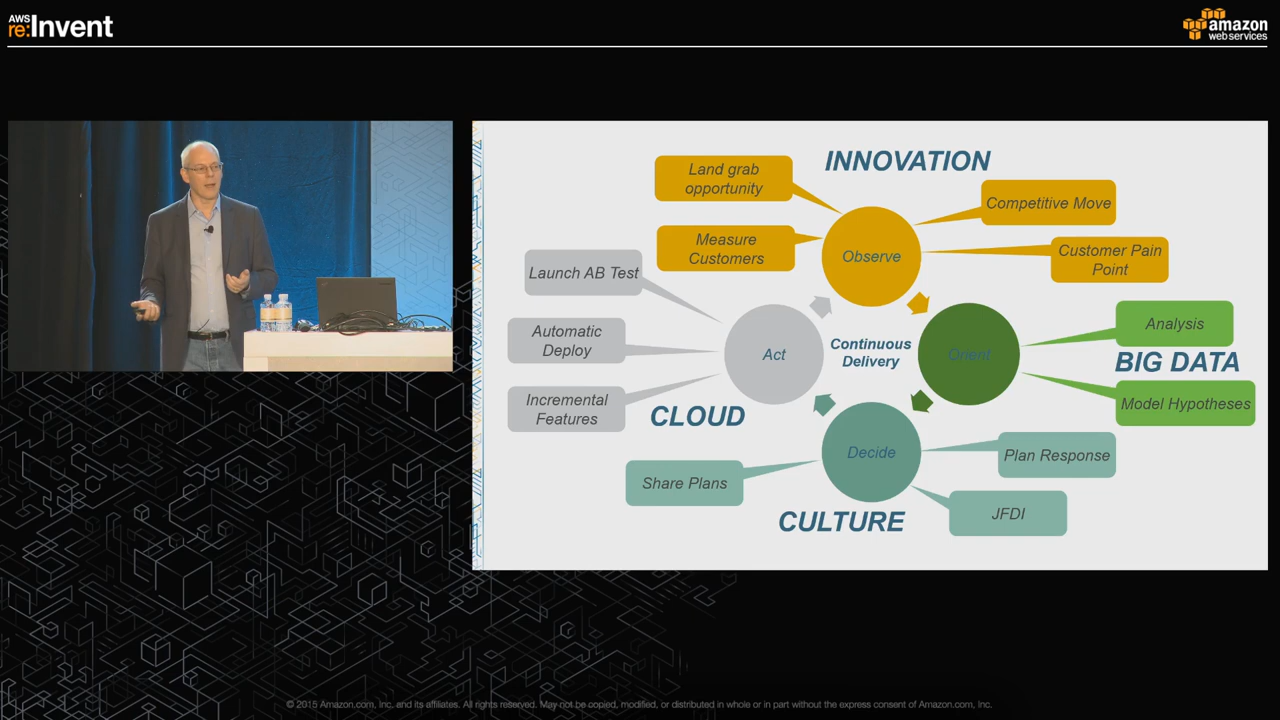 AWS
re:Invent
amazon
web services
INNOVATION
Land grab
opportunity
Competitive Move
Measure
Customers
Observe
Customer Pain
Point
Launch AB Test
Automatic
Deploy
Act
Continuous
Delivery
Orient
Analysis
BIG DATA
Model Hypotheses
Incremental
Features
CLOUD
Decide
Plan Response
Share Plans
JFDI
CULTURE
© 2015 Amazon.com, Inc. and its affiliates. All rights reserved. May not be copied, modified, or distributed in whole or in part without the express consent of Amazon.com, Inc.